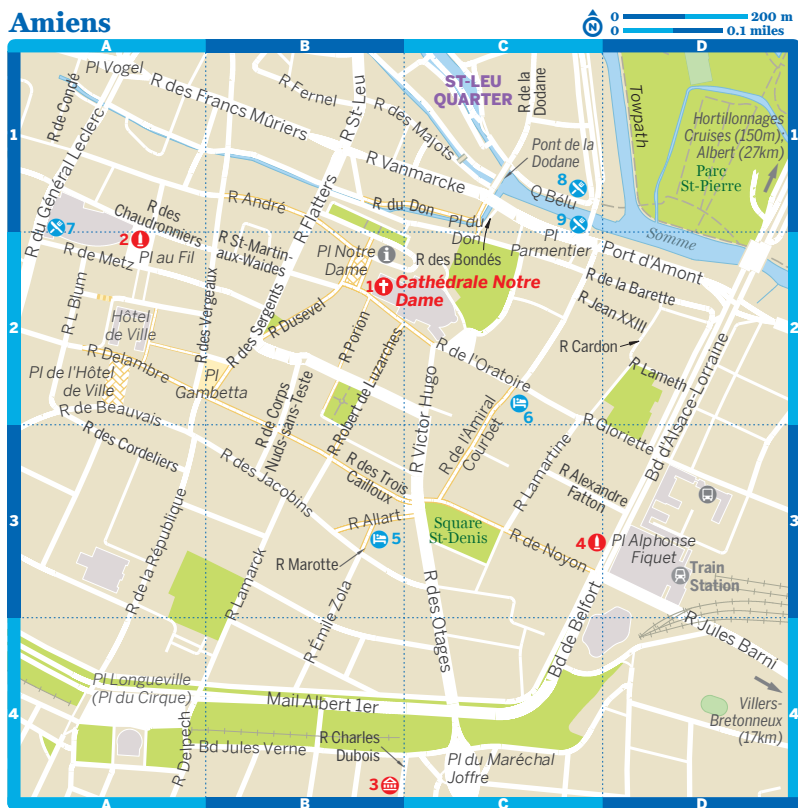 Amiens
0 200 m
0 0.1 miles
N
A B C D
1
2
3
4
1
2
3
4
A B C D
Pl Vogel
R de Condé
R des Francs Mûriers
R Fernel
R St-Leu
R des Majots
ST-LEU
QUARTER
R de la
Dodane
Towpath
Hortillonnages
Cruises (150m);
Albert (27km)
Parc
St-Pierre
Pont de la
Dodane
R Vanmarcke
8
Q Bélu
9
R du Général Leclerc
7
R des
Chaudronniers
2
Pl au Fil
R de Metz
R André
R Flatters
R du Don
Pl du
Don
R des Bondés
Pl
Parmentier
Somme
Port d'Amont
R St-Martin-
aux-Waides
Pl Notre
Dame
i
1 Cathédrale Notre
Dame
R de la Barette
R Jean XXIII
R Cardon
R Lameth
R L Blum
Hôtel
de Ville
R des Vergeaux
R des Sergents
R Dusevel
R Porion
R Robert de Luzarches
R de l'Oratoire
R Delambre
Pl de l'Hôtel
de Ville
Pl
Gambetta
R de Beauvais
R de Corps
Nuds-sans-Teste
R Victor Hugo
6
R de l'Amiral
Courbet
R Gloriette
Bd d'Alsace-Lorraine
R des Cordeliers
R des Jacobins
R des Trois
Cailloux
R Lamartine
R Alexandre
Fatton
R Allart
5
R Marotte
Square
St-Denis
R de Noyon
4
Pl Alphonse
Fiquet
Train
Station
R de la République
R Lamarck
R Émile Zola
R des Otages
Bd de Belfort
R Jules Barni
Pl Longueville
(Pl du Cirque)
Mail Albert 1er
R Delpech
Bd Jules Verne
R Charles
Dubois
3
Pl du Maréchal
Joffre
Villers-
Bretonneux
(17km)